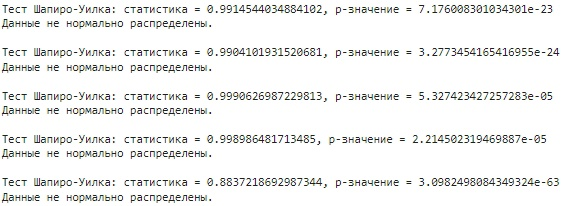 Тест Шапиро-Уилка: статистика = 0.9914544034884102, p-значение = 7.176008301034301e-23
Данные не нормально распределены.
Тест Шапиро-Уилка: статистика = 0.9904101931520681, p-значение = 3.2773454165416955e-24
Данные не нормально распределены.
Тест Шапиро-Уилка: статистика = 0.9990626987229813, p-значение = 5.327423427257283e-05
Данные не нормально распределены.
Тест Шапиро-Уилка: статистика = 0.998986481713485, p-значение = 2.214502319469887e-05
Данные не нормально распределены.
Тест Шапиро-Уилка: статистика = 0.8837218692987344, p-значение = 3.0982498084349324e-63
Данные не нормально распределены.